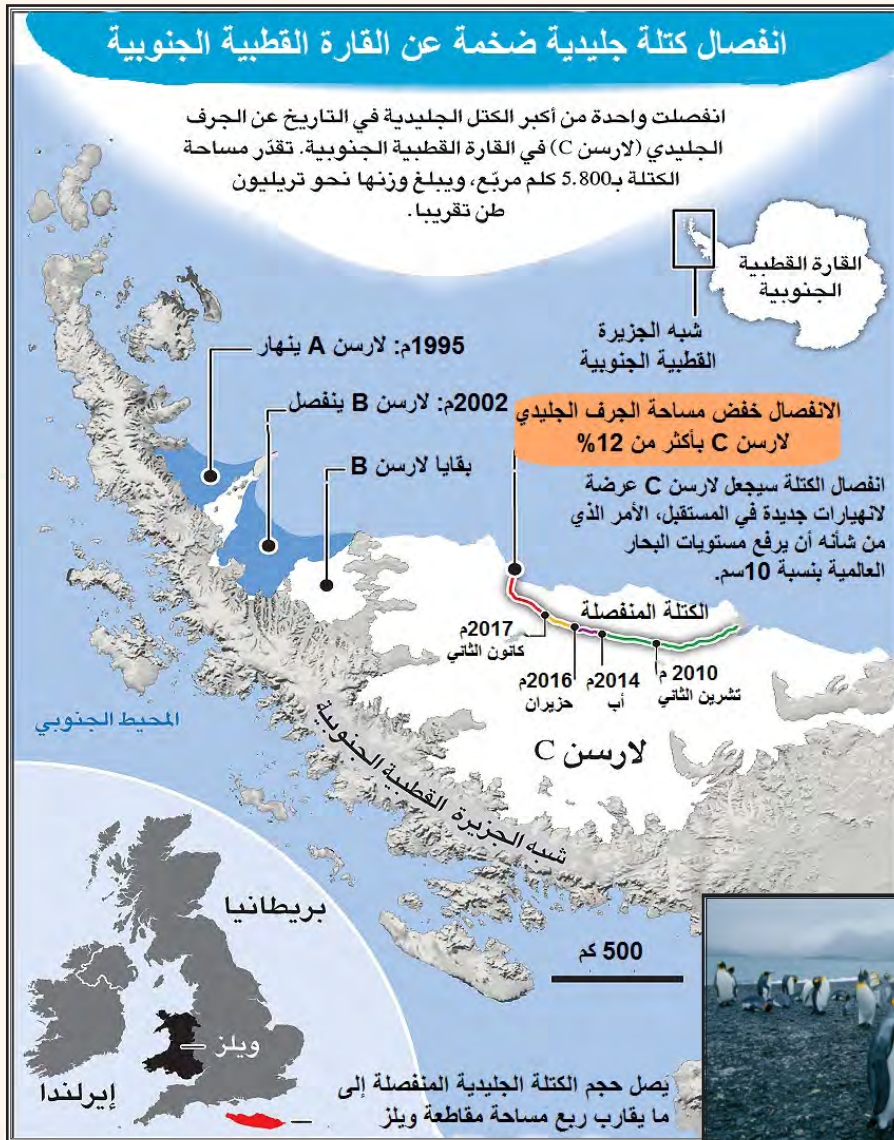 انفصال كتلة جليدية ضخمة عن القارة القطبية الجنوبية
انفصلت واحدة من أكبر الكتل الجليدية في التاريخ عن الجرف
الجليدي (لارسن C) في القارة القطبية الجنوبية. تقدّر مساحة
الكتلة بـ5.800 كلم مربّع، ويبلغ وزنها نحو تريليون
طن تقريبا.
القارة القطبية
الجنوبية
شبه الجزيرة
القطبية الجنوبية
1995م: لارسن A ينهار
2002م: لارسن B ينفصل
بقايا لارسن B
الانفصال خفض مساحة الجرف الجليدي
لارسن C بأكثر من 12%
انفصال الكتلة سيجعل لارسن C عرضة
لانهيارات جديدة في المستقبل، الأمر الذي
من شأنه أن يرفع مستويات البحار
العالمية بنسبة 10سم.
الكتلة المنفصلة
2010 م
تشرين الثاني
2014م
أب
2016م
حزيران
2017م
كانون الثاني
لارسن C
شبه الجزيرة القطبية الجنوبية
المحيط الجنوبي
500 كم
بريطانيا
ويلز
إيرلندا
يصل حجم الكتلة الجليدية المنفصلة إلى
ما يقارب ربع مساحة مقاطعة ويلز